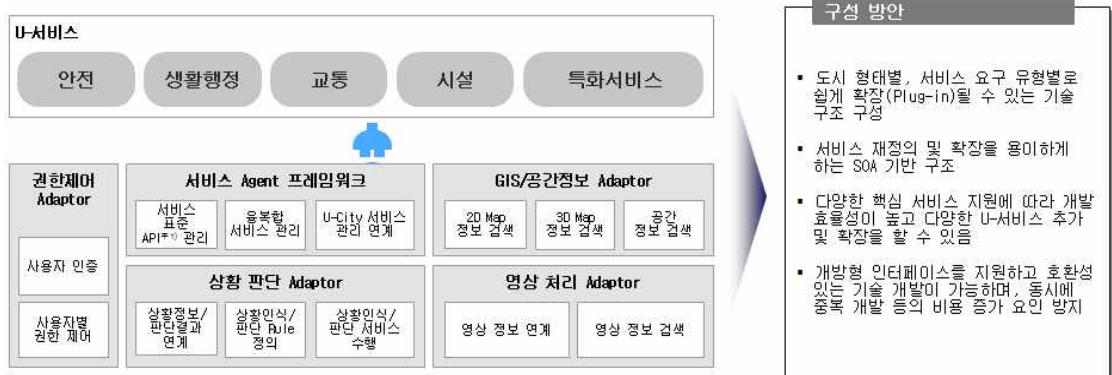 U-서비스
안전
생활행정
교통
시설
특화서비스
권한제어
Adaptor
사용자 인증
사용자별
권한 제어
서비스 Agent 프레임워크
서비스
표준
API 관리
융복합
서비스 관리
U-City 서비스
관리 연계
GIS/공간정보 Adaptor
2D Map
정보 검색
3D Map
정보 검색
공간
정보 검색
상황 판단 Adaptor
상황정보/
판단결과
연계
상황인식/
판단 Rule
정의
상황인식/
판단 서비스
수행
영상 처리 Adaptor
영상 정보 연계
영상 정보 검색
구성 방안
▪ 도시 형태별, 서비스 요구 유형별로
쉽게 확장(Plug-in)될 수 있는 기술
구조 구성
▪ 서비스 재정의 및 확장을 용이하게
하는 SOA 기반 구조
▪ 다양한 핵심 서비스 지원에 따라 개발
효율성이 높고 다양한 U-서비스 추가
및 확장을 할 수 있음
▪ 개방형 인터페이스를 지원하고 호환성
있는 기술 개발이 가능하며, 동시에
중복 개발 등의 비용 증가 요인 방지